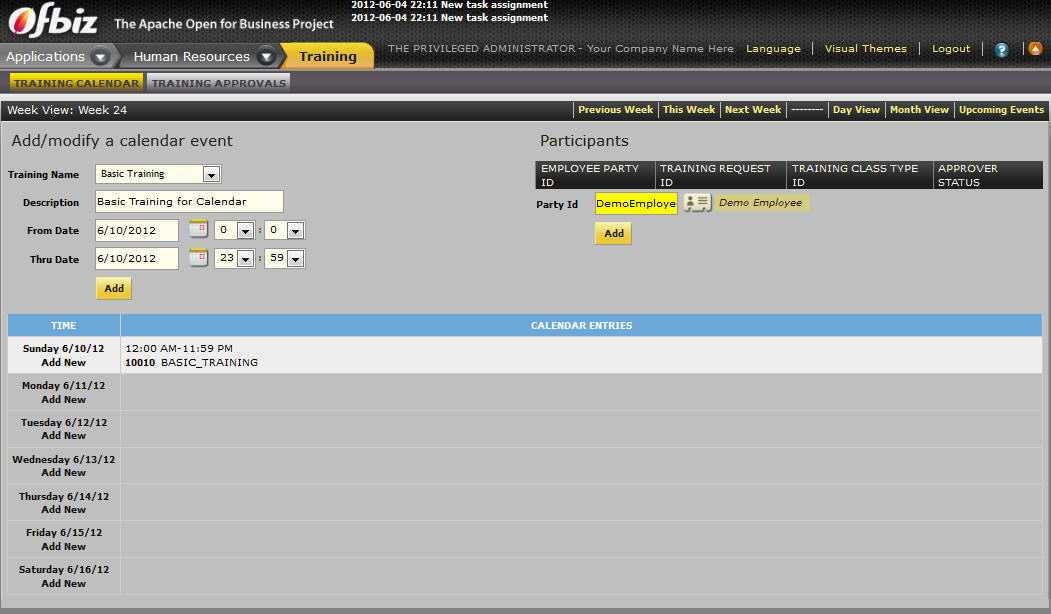 2012-06-04 22:11 New task assignment
2012-06-04 22:11 New task assignment
Ofbiz The Apache Open for Business Project
Applications Human Resources Training
THE PRIVILEGED ADMINISTRATOR - Your Company Name Here Language Visual Themes Logout ?
TRAINING CALENDAR TRAINING APPROVALS
Week View: Week 24 Previous Week This Week Next Week -------- Day View Month View Upcoming Events
Add/modify a calendar event
Training Name Basic Training
Description Basic Training for Calendar
From Date 6/10/2012 0 : 0
Thru Date 6/10/2012 23 : 59
Add
Participants
EMPLOYEE PARTY ID TRAINING REQUEST ID TRAINING CLASS TYPE ID APPROVER STATUS
Party Id DemoEmploye Demo Employee
Add
TIME CALENDAR ENTRIES
Sunday 6/10/12 12:00 AM-11:59 PM
Add New 10010 BASIC_TRAINING
Monday 6/11/12
Add New
Tuesday 6/12/12
Add New
Wednesday 6/13/12
Add New
Thursday 6/14/12
Add New
Friday 6/15/12
Add New
Saturday 6/16/12
Add New